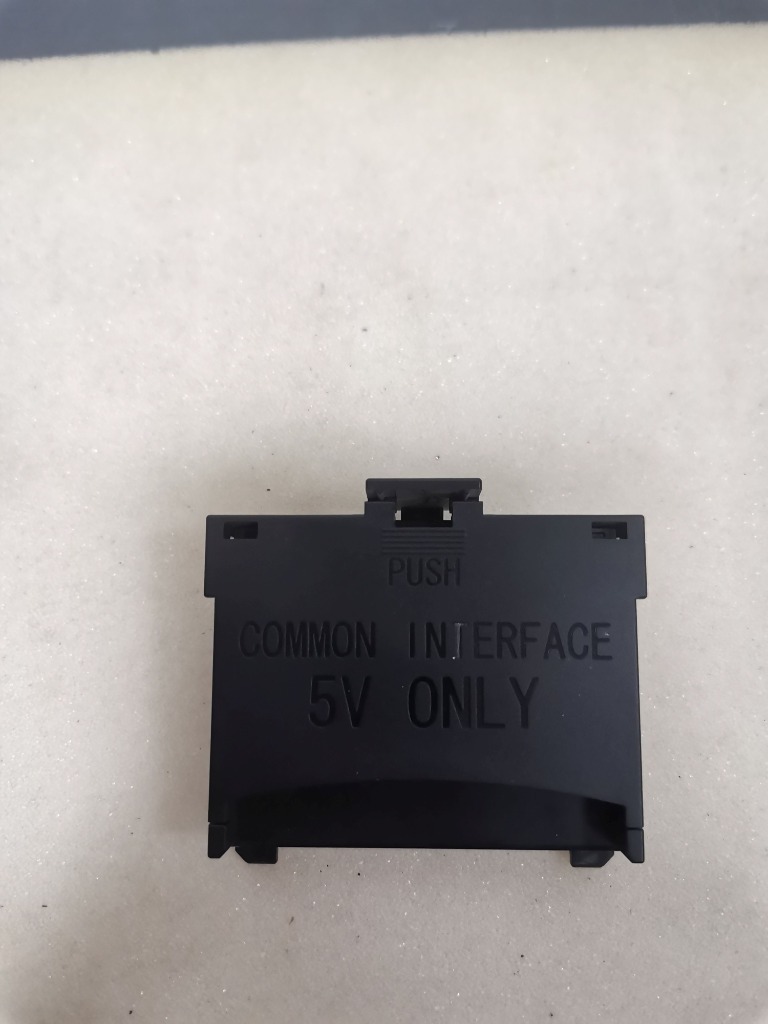 PUSH
COMMON INTERFACE
5V ONLY